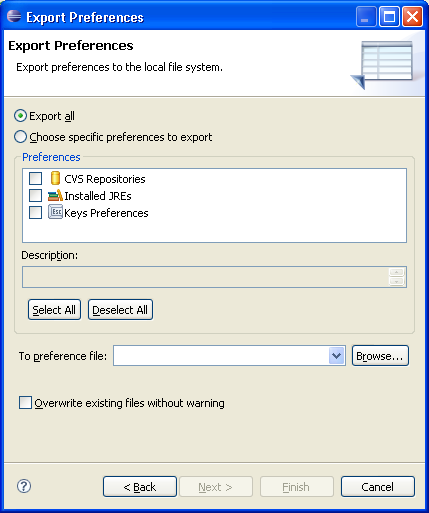 Export Preferences
Export Preferences
Export preferences to the local file system.
Export all
Choose specific preferences to export
Preferences
CVS Repositories
Installed JREs
Esc Keys Preferences
Description:
Select All Deselect All
To preference file: Browse...
Overwrite existing files without warning
? < Back Next > Finish Cancel